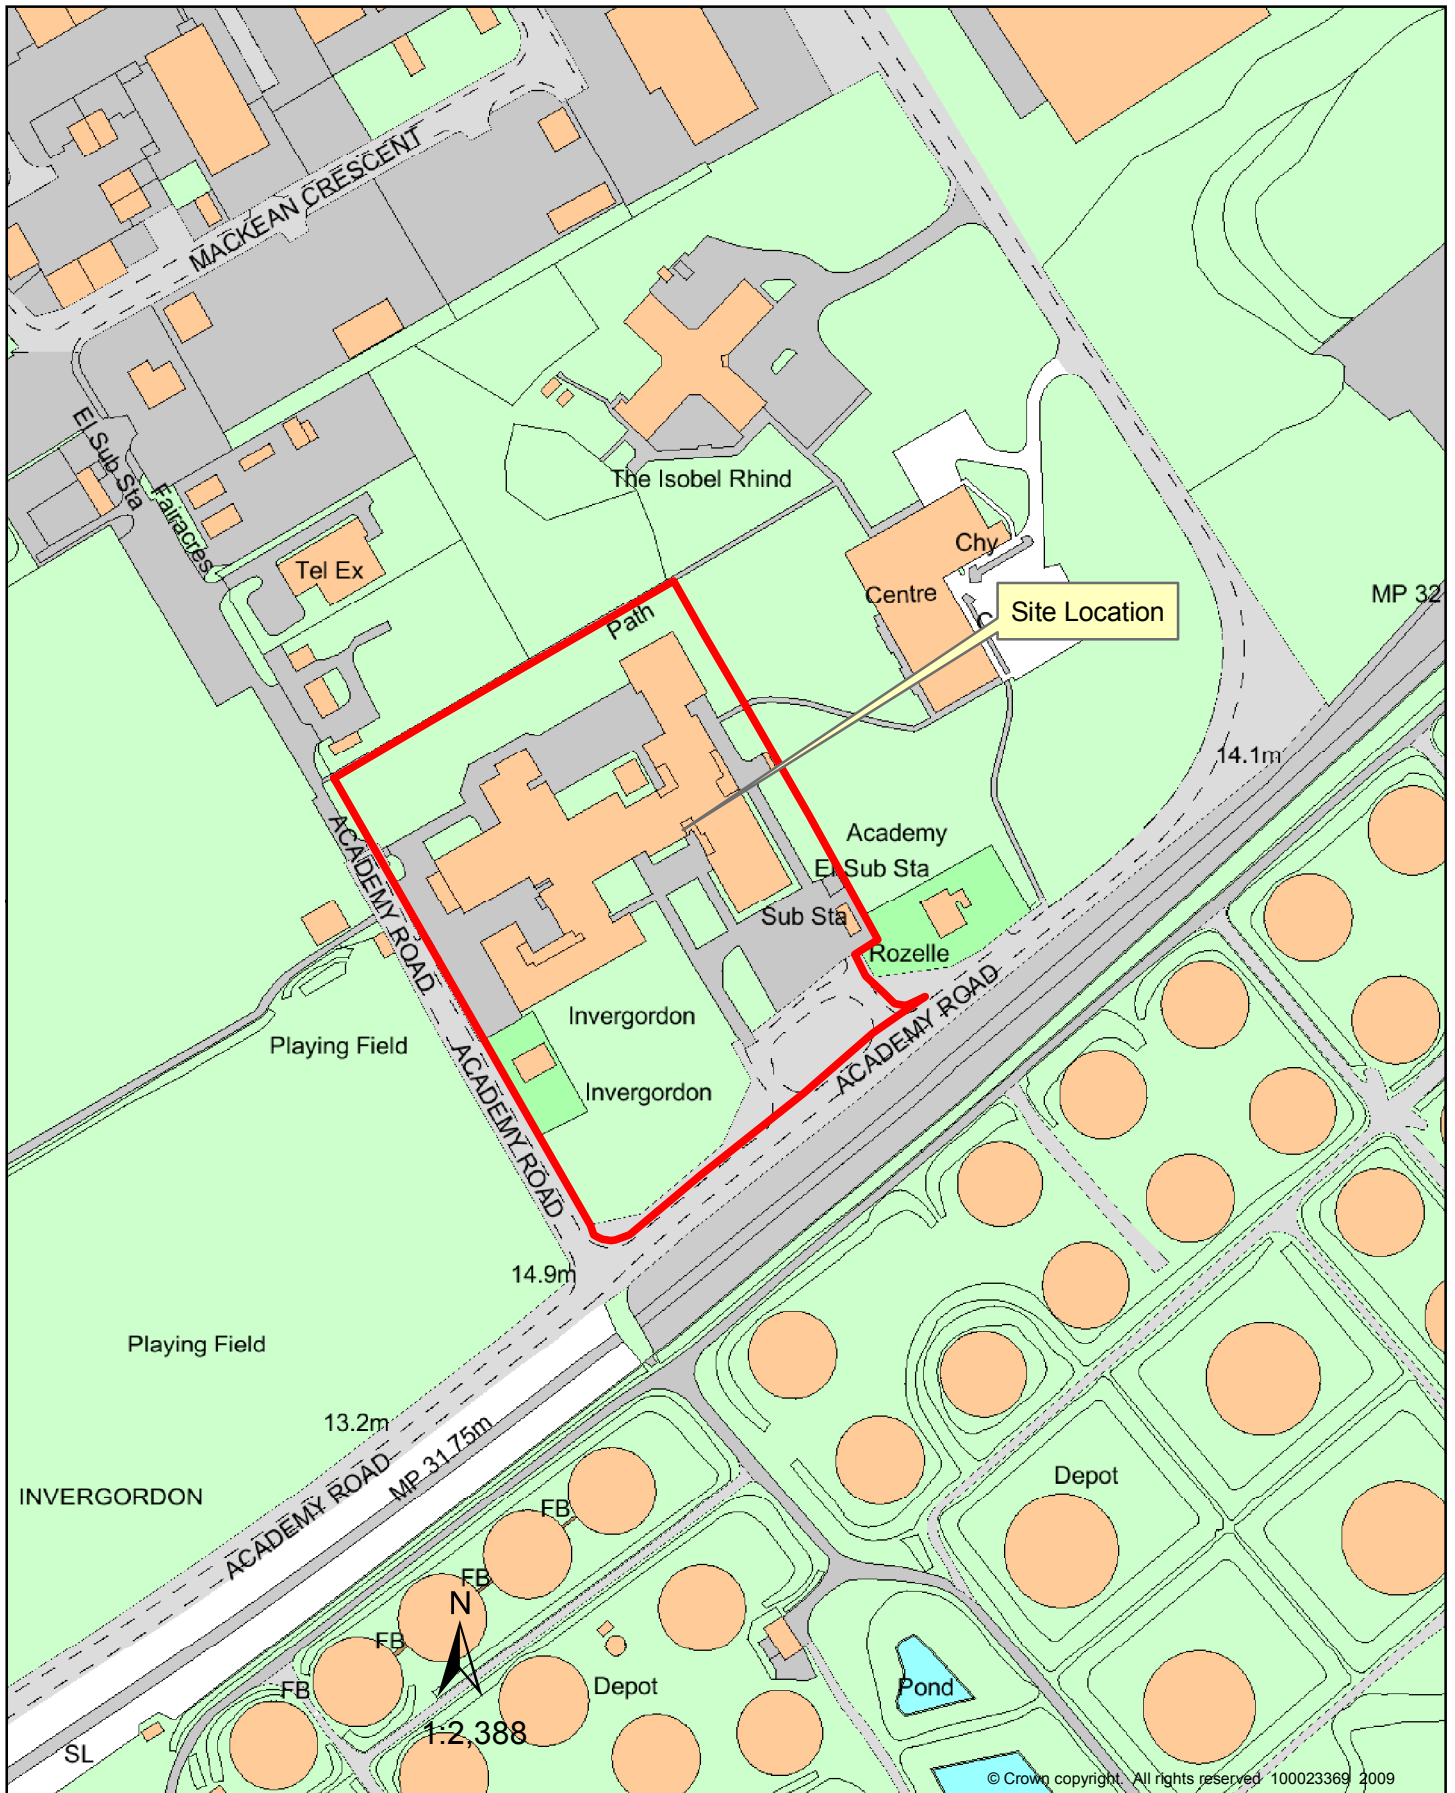 MACKEAN CRESCENT
El Sub Sta
Fairacres
The Isobel Rhind
Tel Ex
Chy
Centre
MP 32
Site Location
Path
14.1m
ACADEMY ROAD
Academy
El Sub Sta
Sub Sta
Rozelle
Invergordon
Playing Field
ACADEMY ROAD
ACADEMY ROAD
Invergordon
14.9m
Playing Field
13.2m
MP 31.75m
INVERGORDON
ACADEMY ROAD
Depot
FB
FB
N
FB
FB
Depot
Pond
1:2,388
SL
© Crown copyright. All rights reserved 100023369 2009